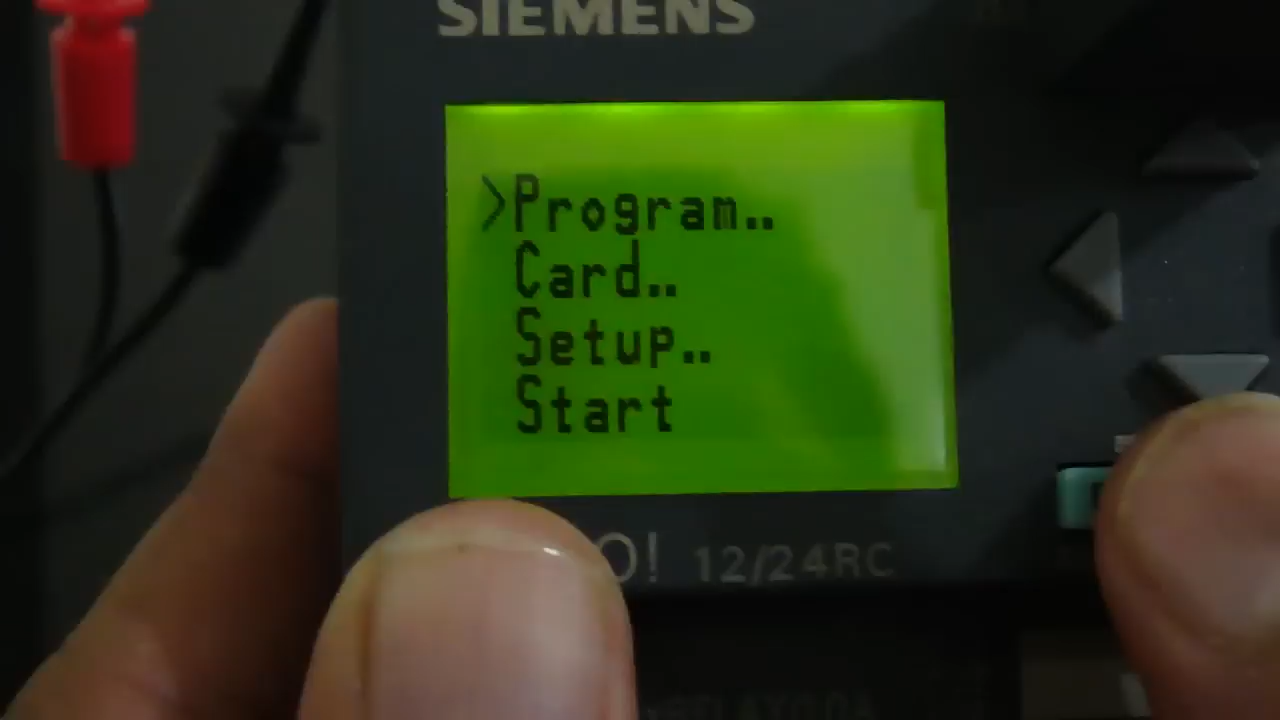 SIEMENS
>Program..
Card..
Setup..
Start
O! 12/24RC